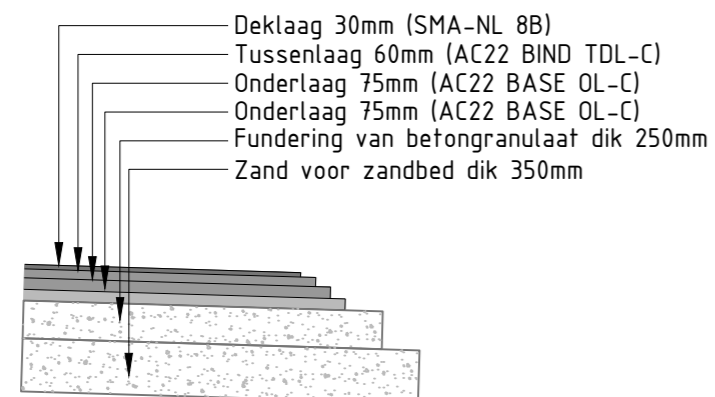 Deklaag 30mm (SMA-NL 8B)
Tussenlaag 60mm (AC22 BIND TDL-C)
Onderlaag 75mm (AC22 BASE OL-C)
Onderlaag 75mm (AC22 BASE OL-C)
Fundering van betongranulaat dik 250mm
Zand voor zandbed dik 350mm